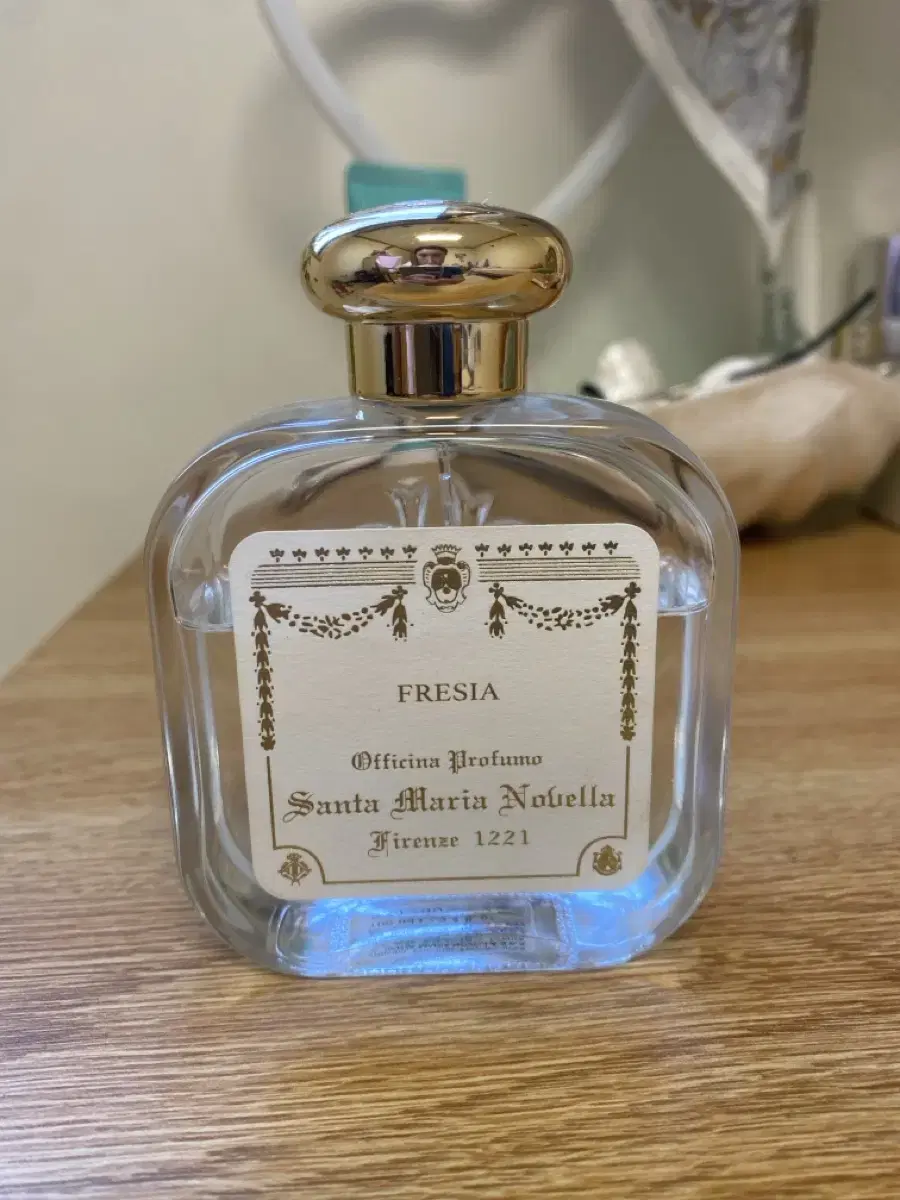 FRESIA
Officina Profumo
Santa Maria Novella
Firenze 1221